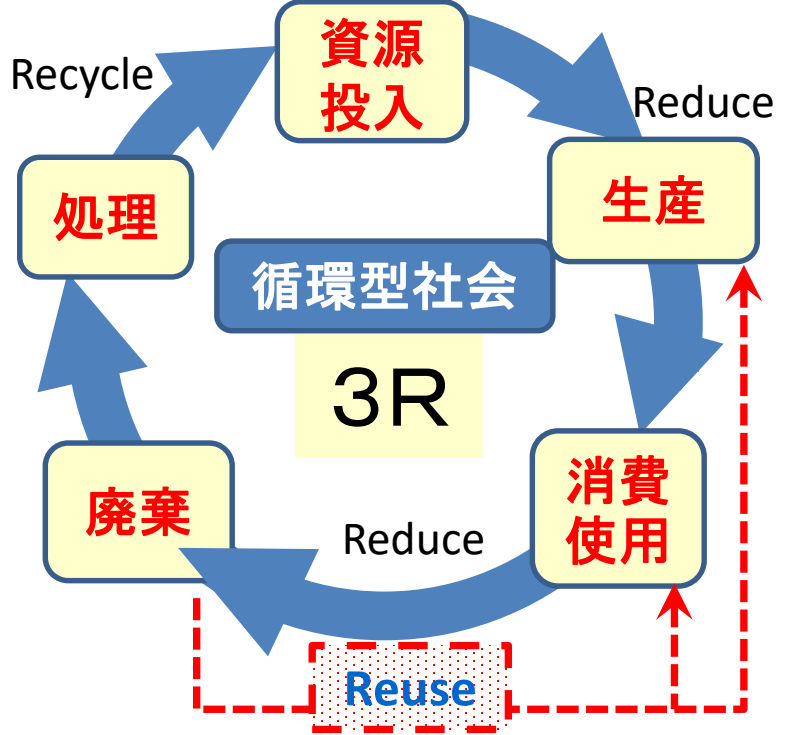 資源
投入
Recycle
Reduce
処理
生産
循環型社会
３Ｒ
消費
使用
廃棄
Reduce
Reuse